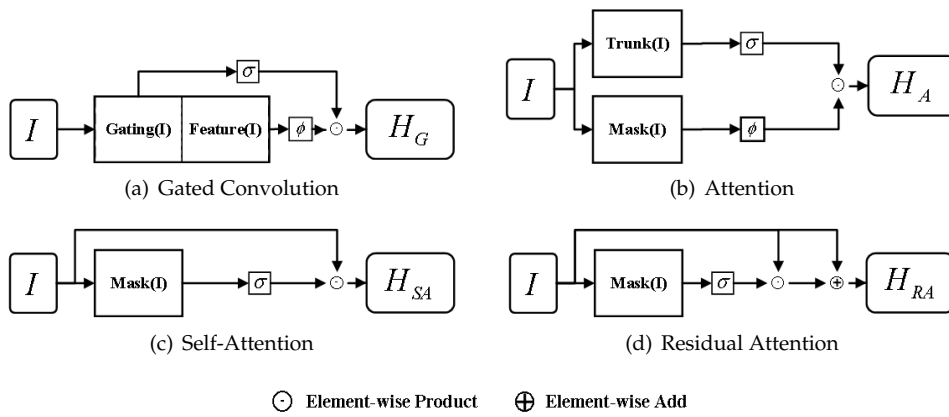 I Gating(I) Feature(I) σ ϕ ⊙ H_G
(a) Gated Convolution
I Trunk(I) σ Mask(I) ϕ ⊙ H_A
(b) Attention
I Mask(I) σ ⊙ H_SA
(c) Self-Attention
I Mask(I) σ ⊙ ⊕ H_RA
(d) Residual Attention
⊙ Element-wise Product ⊕ Element-wise Add